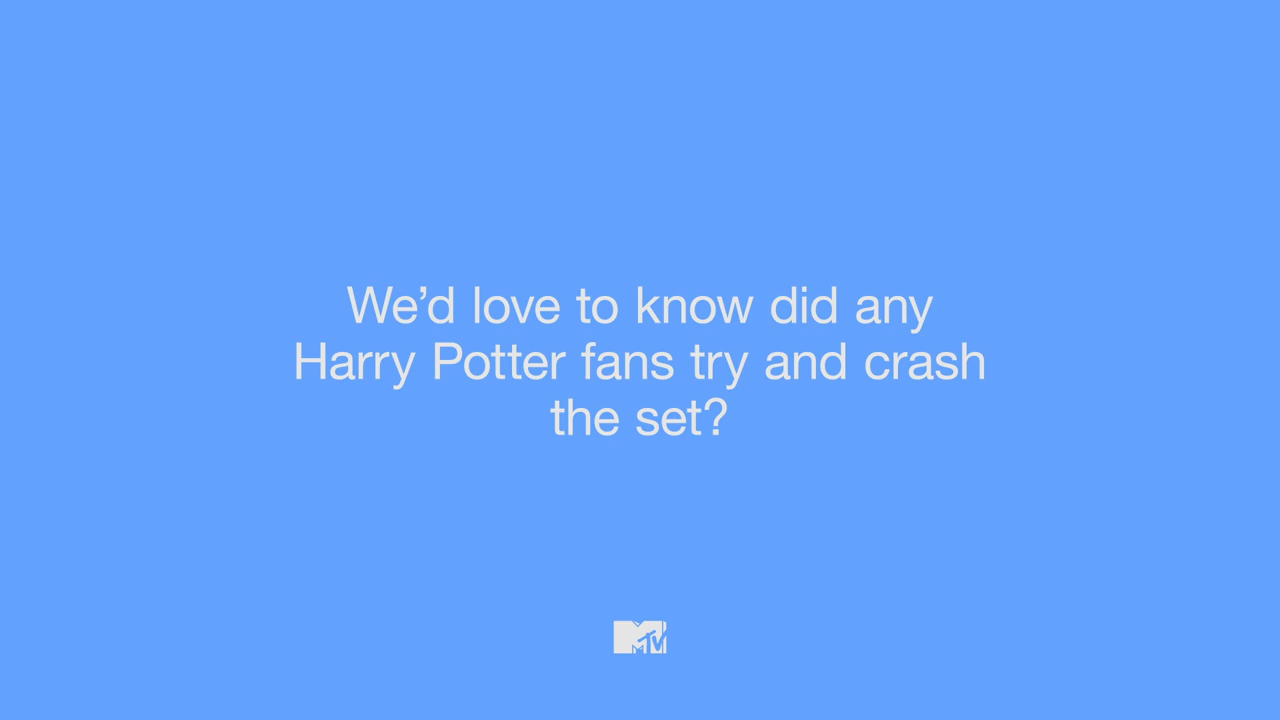 We’d love to know did any
Harry Potter fans try and crash
the set?
MTV